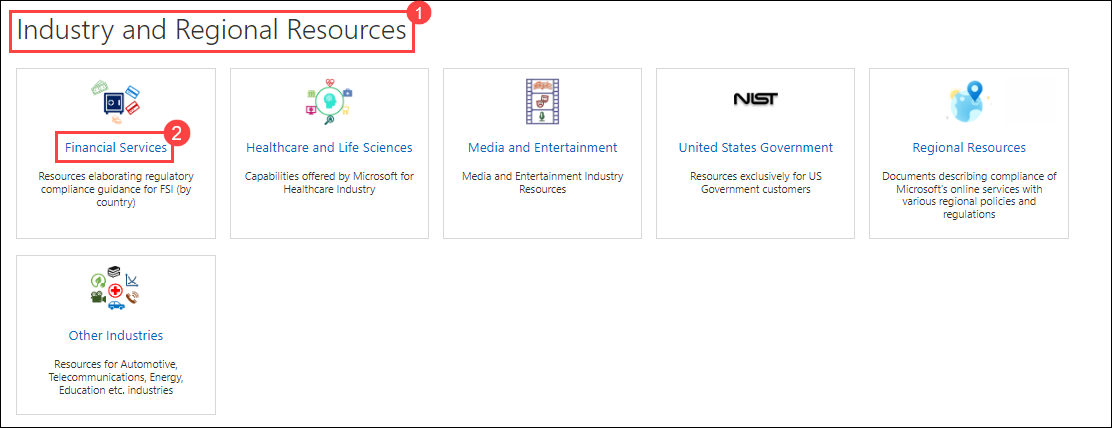 Industry and Regional Resources
1
NIST
2
Financial Services
Resources elaborating regulatory
compliance guidance for FSI (by
country)
Healthcare and Life Sciences
Capabilities offered by Microsoft for
Healthcare Industry
Media and Entertainment
Media and Entertainment Industry
Resources
United States Government
Resources exclusively for US
Government customers
Regional Resources
Documents describing compliance of
Microsoft's online services with
various regional policies and
regulations
Other Industries
Resources for Automotive,
Telecommunications, Energy,
Education etc. industries